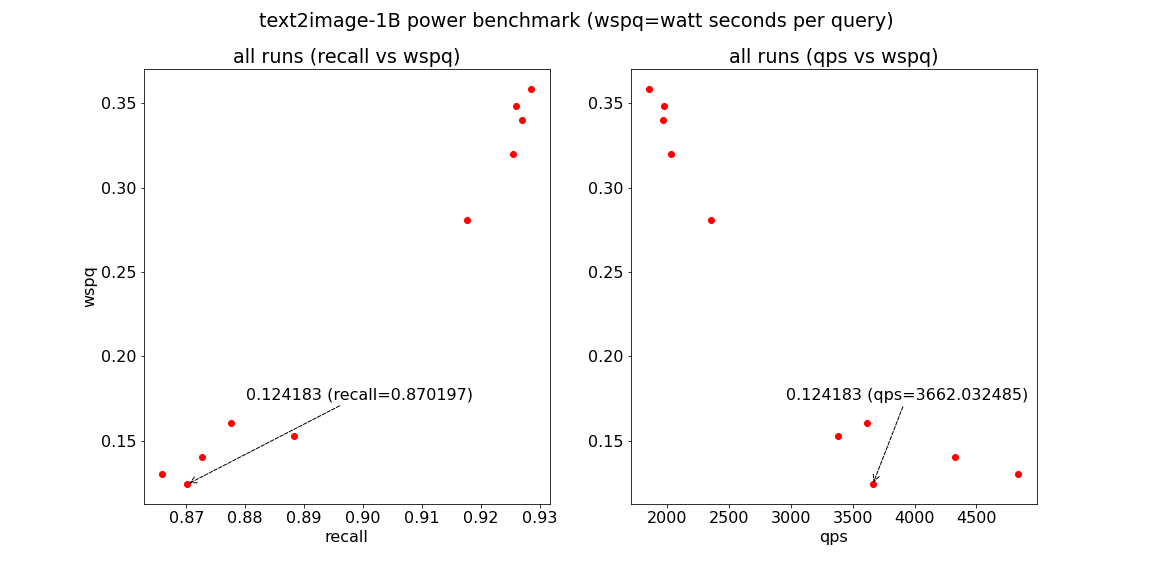 text2image-1B power benchmark (wspq=watt seconds per query)
all runs (recall vs wspq)
0.35
0.30
0.25
0.20
0.15
wspq
0.124183 (recall=0.870197)
0.87 0.88 0.89 0.90 0.91 0.92 0.93
recall
all runs (qps vs wspq)
0.35
0.30
0.25
0.20
0.15
0.124183 (qps=3662.032485)
2000 2500 3000 3500 4000 4500
qps